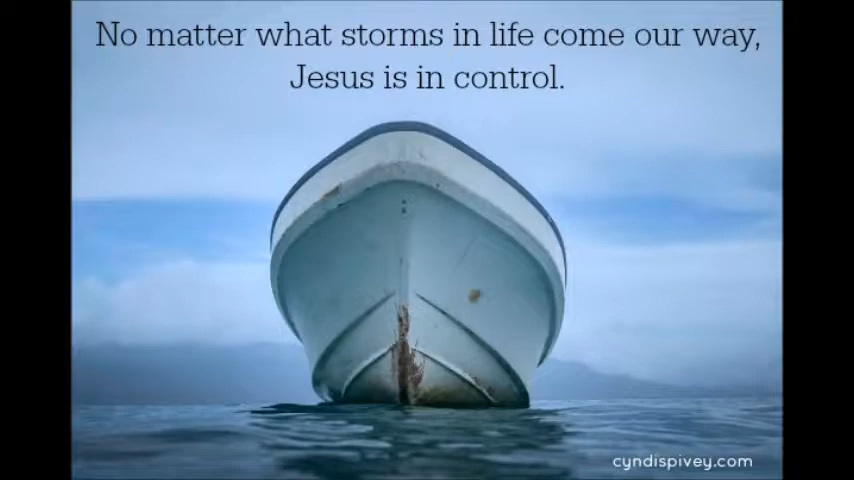 No matter what storms in life come our way,
Jesus is in control.
cyndispivey.com